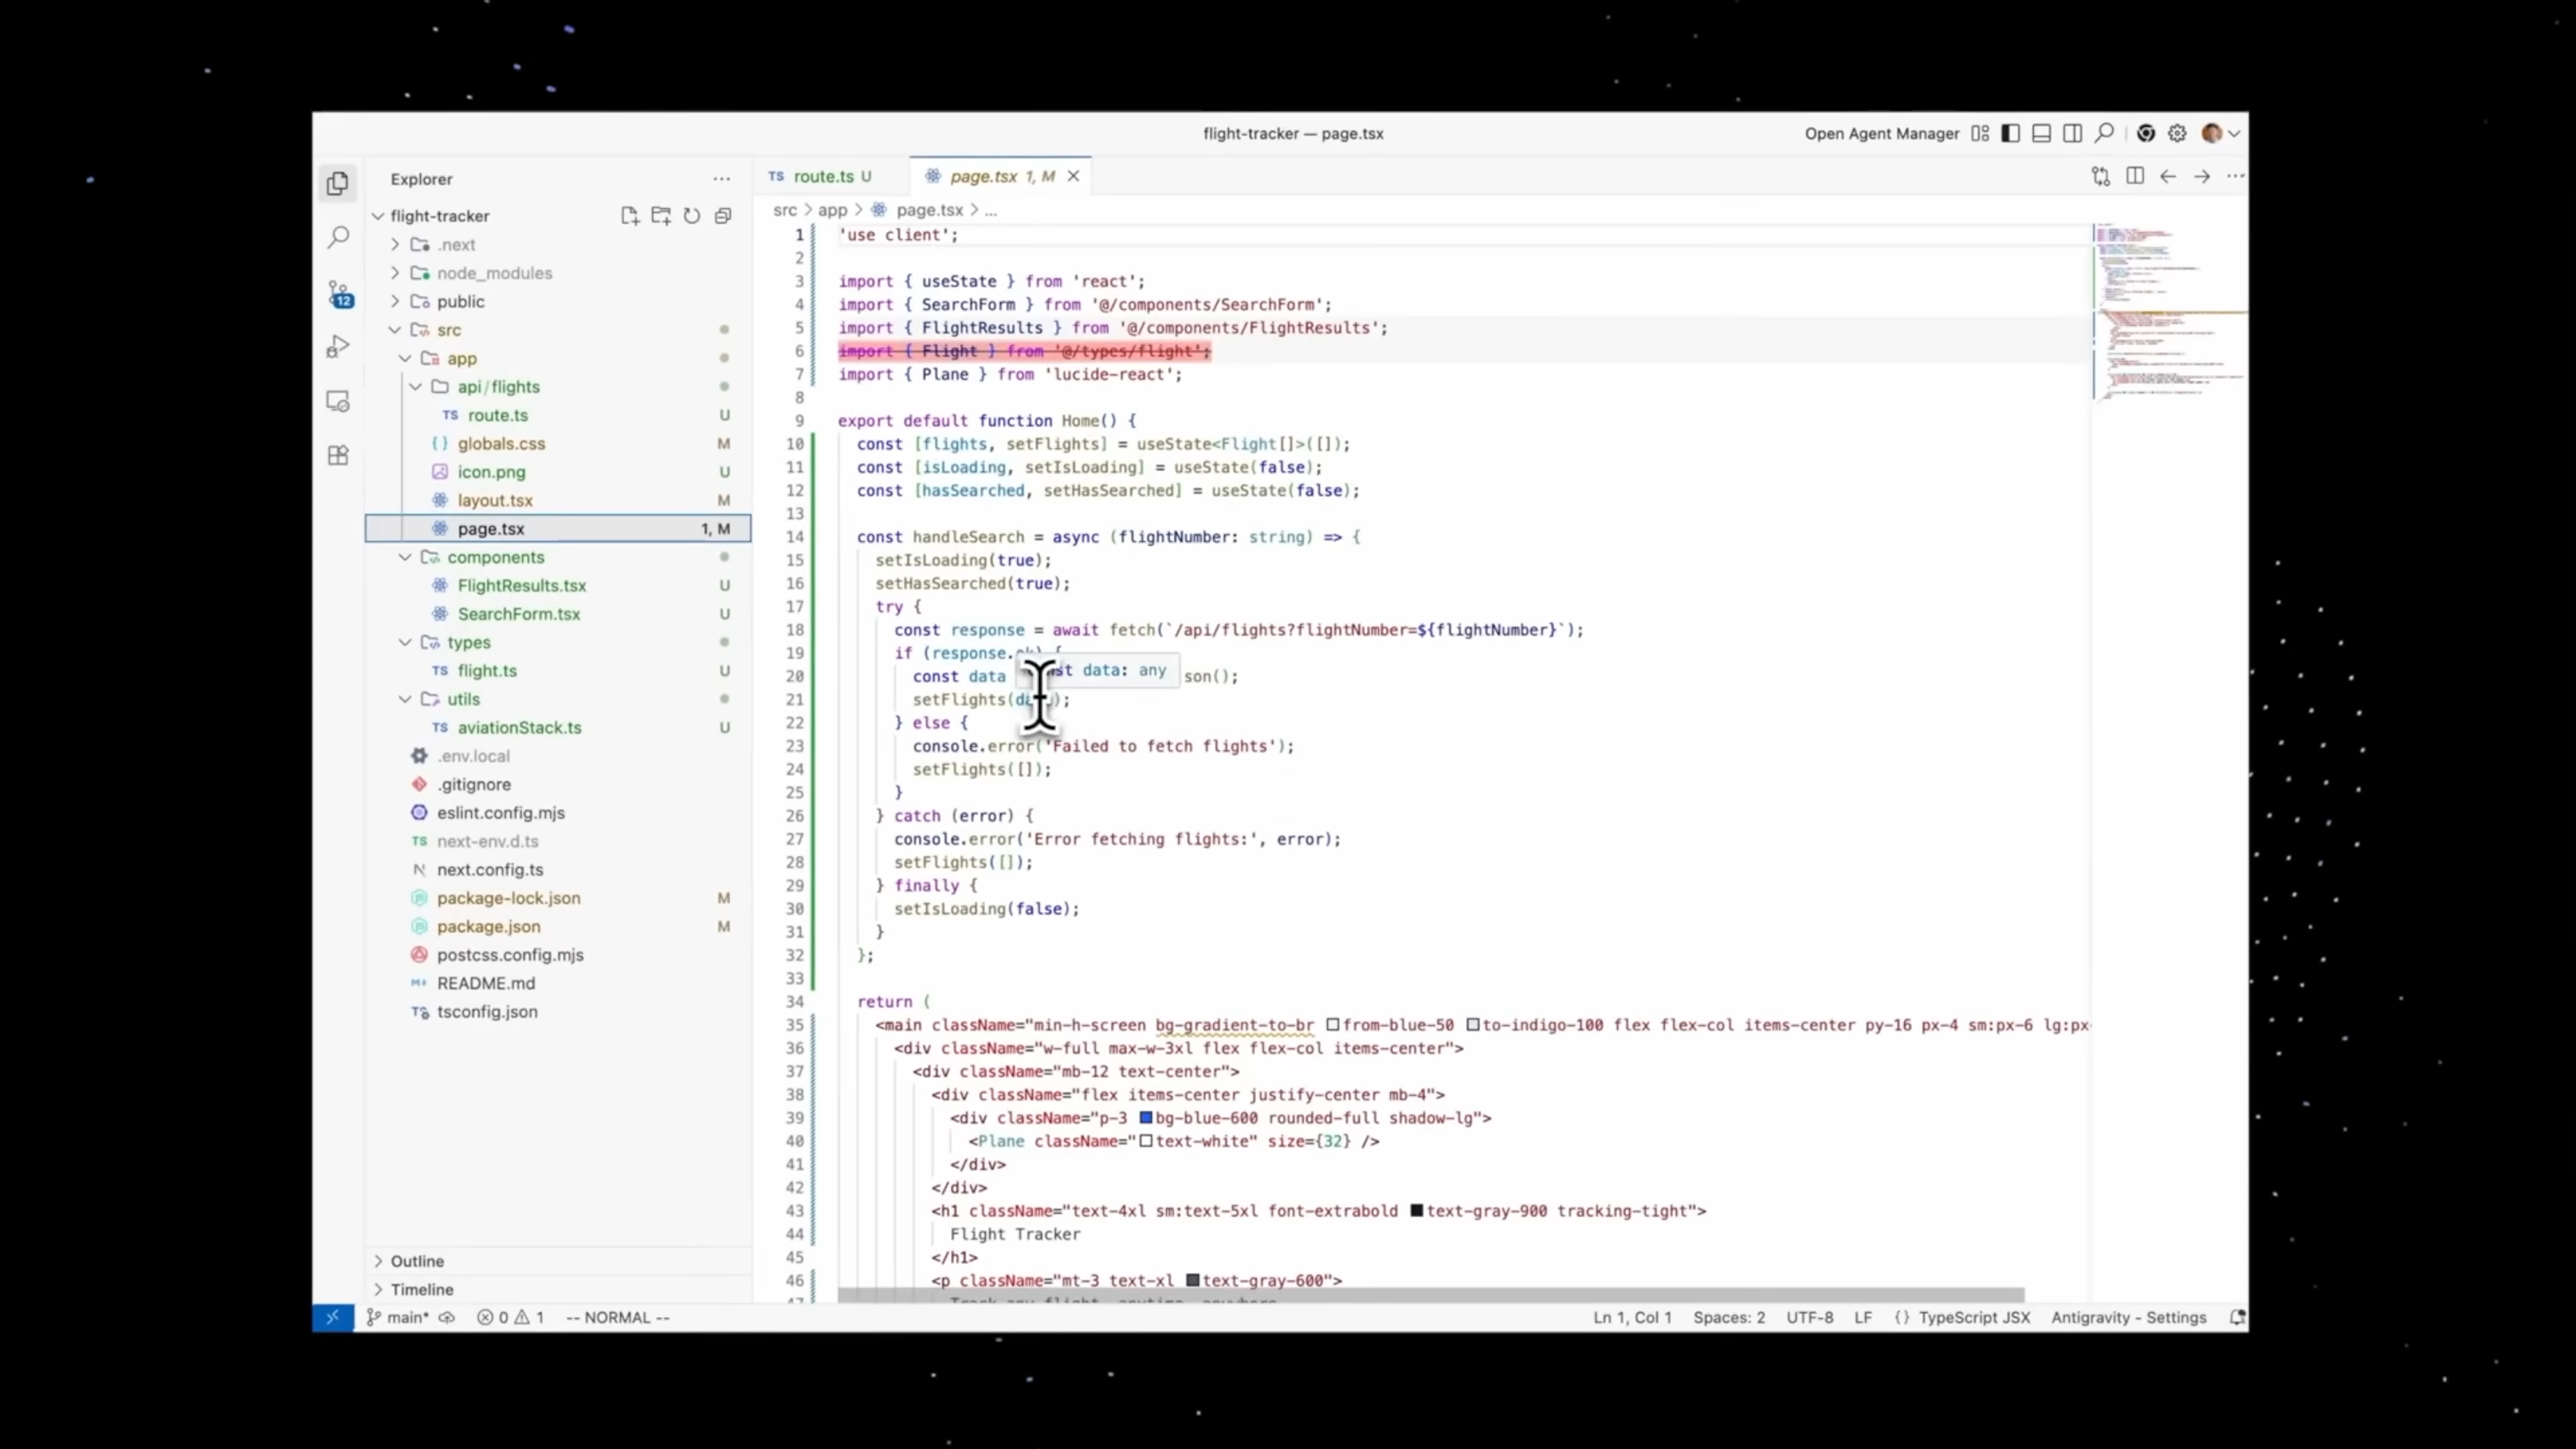 flight-tracker — page.tsx
Open Agent Manager
Explorer
flight-tracker
.next
node_modules
public
src
app
api/flights
route.ts U
globals.css M
icon.png U
layout.tsx M
page.tsx 1, M
components
FlightResults.tsx U
SearchForm.tsx U
types
flight.ts U
utils
aviationStack.ts U
.env.local
.gitignore
eslint.config.mjs
next-env.d.ts
next.config.ts
package-lock.json M
package.json M
postcss.config.mjs
README.md
tsconfig.json
Outline
Timeline
12
TS route.ts U
page.tsx 1, M
src > app > page.tsx > ...
1 'use client';
2
3 import { useState } from 'react';
4 import { SearchForm } from '@/components/SearchForm';
5 import { FlightResults } from '@/components/FlightResults';
6 import { Flight } from '@/types/flight';
7 import { Plane } from 'lucide-react';
8
9 export default function Home() {
10 const [flights, setFlights] = useState<Flight[]>([]);
11 const [isLoading, setIsLoading] = useState(false);
12 const [hasSearched, setHasSearched] = useState(false);
13
14 const handleSearch = async (flightNumber: string) => {
15 setIsLoading(true);
16 setHasSearched(true);
17 try {
18 const response = await fetch(`/api/flights?flightNumber=${flightNumber}`);
19 if (response.
data: any
20 const data son();
21 setFlights(
22 } else {
23 console.error('Failed to fetch flights');
24 setFlights([]);
25 }
26 } catch (error) {
27 console.error('Error fetching flights:', error);
28 setFlights([]);
29 } finally {
30 setIsLoading(false);
31 }
32 };
33
34 return (
35 <main className="min-h-screen bg-gradient-to-br from-blue-50 to-indigo-100 flex flex-col items-center py-16 px-4 sm:px-6 lg:px-
36 <div className="w-full max-w-3xl flex flex-col items-center">
37 <div className="mb-12 text-center">
38 <div className="flex items-center justify-center mb-4">
39 <div className="p-3 bg-blue-600 rounded-full shadow-lg">
40 <Plane className="text-white" size={32} />
41 </div>
42 </div>
43 <h1 className="text-4xl sm:text-5xl font-extrabold text-gray-900 tracking-tight">
44 Flight Tracker
45 </h1>
46 <p className="mt-3 text-xl text-gray-600">
main* 0 1 -- NORMAL --
Ln 1, Col 1 Spaces: 2 UTF-8 LF {} TypeScript JSX Antigravity - Settings